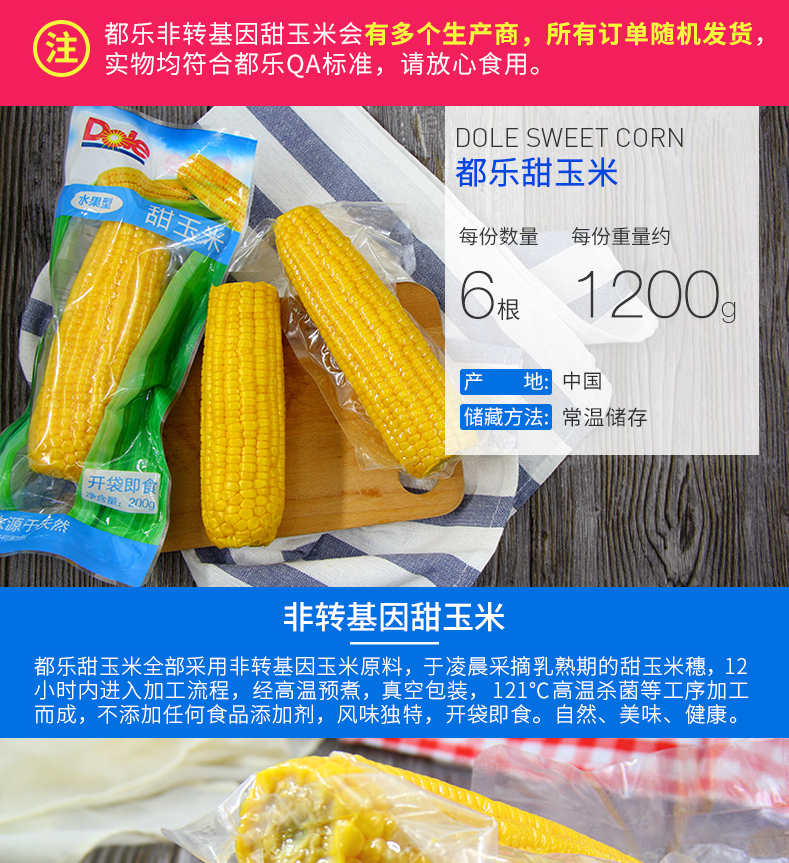 注
都乐非转基因甜玉米会有多个生产商，所有订单随机发货，
实物均符合都乐QA标准，请放心食用。
Dole
水果型
甜玉米
开袋即食
净含量：200g
源于天然
DOLE SWEET CORN
都乐甜玉米
每份数量 每份重量约
6根 1200g
产 地: 中国
储藏方法: 常温储存
非转基因甜玉米
都乐甜玉米全部采用非转基因玉米原料，于凌晨采摘乳熟期的甜玉米穗，12
小时内进入加工流程，经高温预煮，真空包装，121℃高温杀菌等工序加工
而成，不添加任何食品添加剂，风味独特，开袋即食。自然、美味、健康。